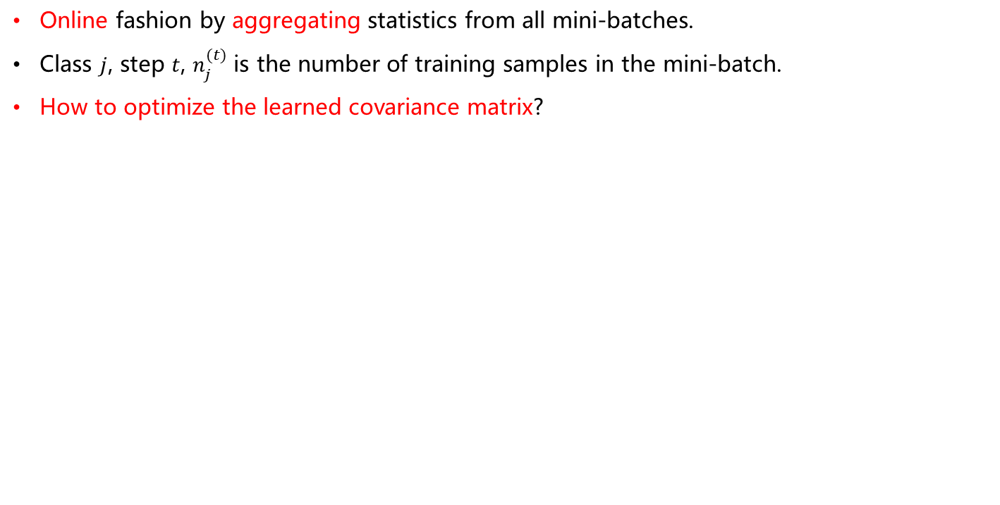 • Online fashion by aggregating statistics from all mini-batches.
• Class j, step t, n_j^{(t)} is the number of training samples in the mini-batch.
• How to optimize the learned covariance matrix?